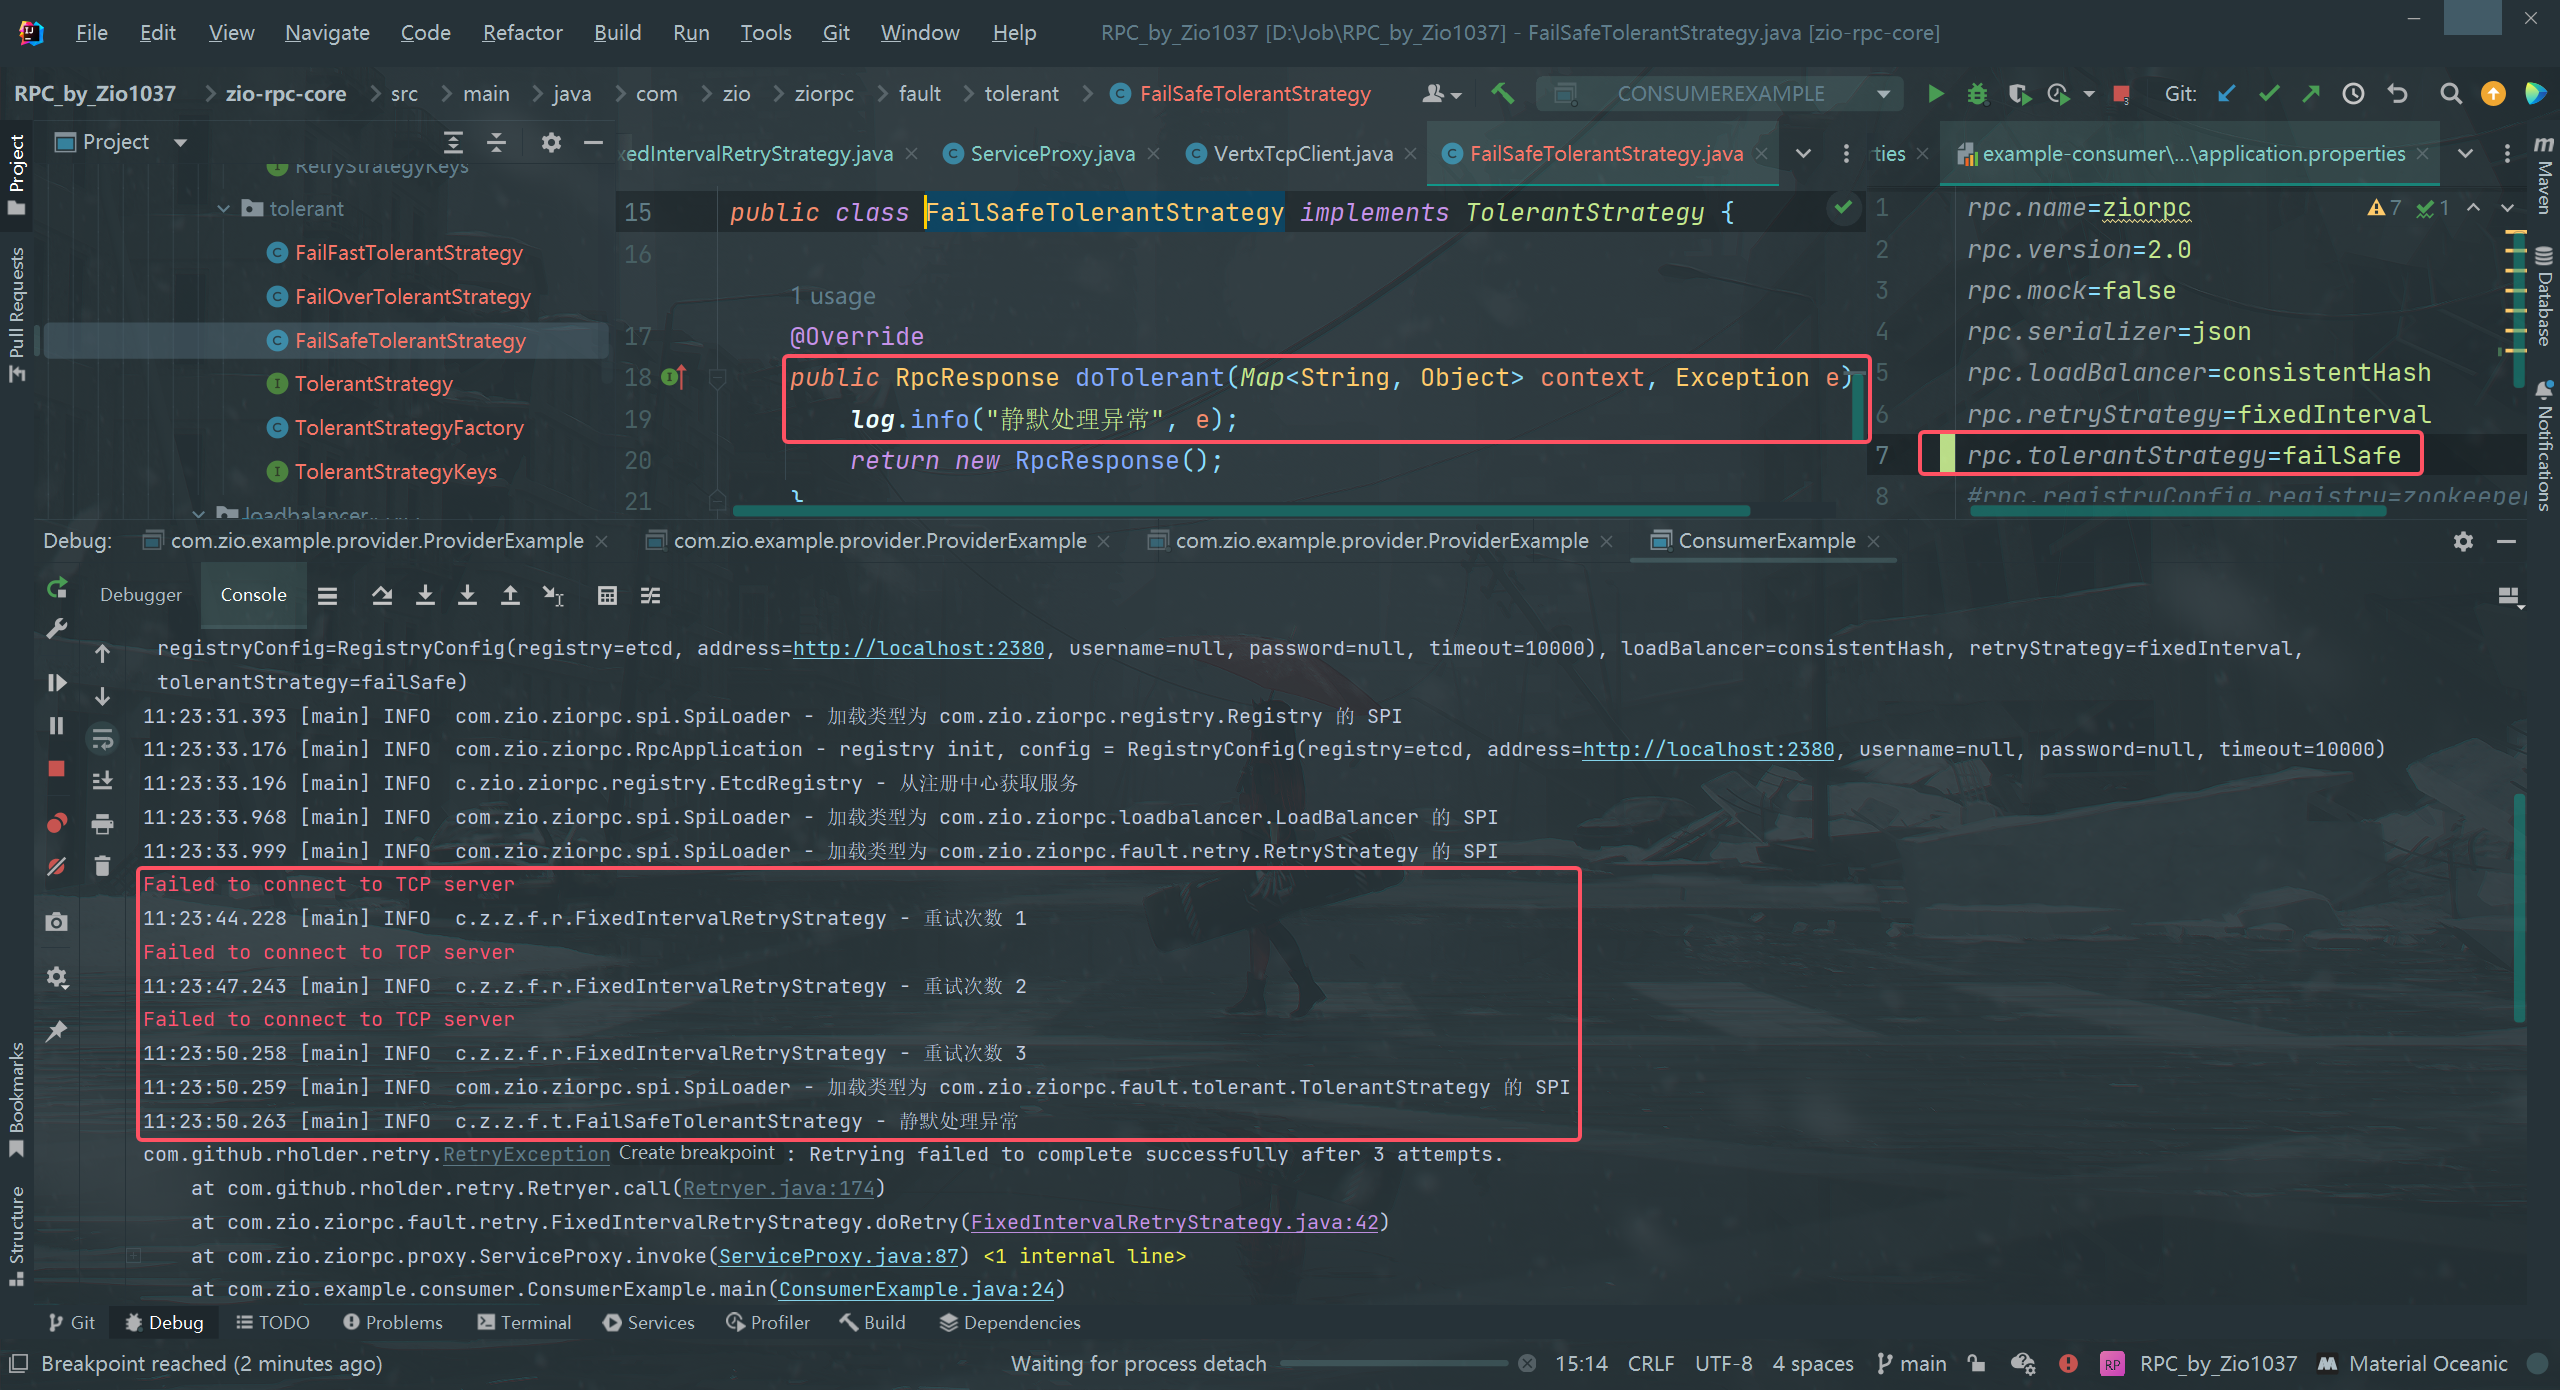 File Edit View Navigate Code Refactor Build Run Tools Git Window Help RPC_by_Zio1037 [D:\Job\RPC_by_Zio1037] - FailSafeTolerantStrategy.java [zio-rpc-core]
RPC_by_Zio1037 zio-rpc-core src main java com zio ziorpc fault tolerant FailSafeTolerantStrategy CONSUMEREXAMPLE Git:
Project
xedIntervalRetryStrategy.java ServiceProxy.java VertxTcpClient.java FailSafeTolerantStrategy.java
rties example-consumer\...\application.properties
RetryStrategyKeys
tolerant
FailFastTolerantStrategy
FailOverTolerantStrategy
FailSafeTolerantStrategy
TolerantStrategy
TolerantStrategyFactory
TolerantStrategyKeys
loadbalancer
15 public class FailSafeTolerantStrategy implements TolerantStrategy {
16
1 usage
17 @Override
18 public RpcResponse doTolerant(Map<String, Object> context, Exception e)
19 log.info("静默处理异常", e);
20 return new RpcResponse();
21 }
7 1
1 rpc.name=ziorpc
2 rpc.version=2.0
3 rpc.mock=false
4 rpc.serializer=json
5 rpc.loadBalancer=consistentHash
6 rpc.retryStrategy=fixedInterval
7 rpc.tolerantStrategy=failSafe
8 #rpc.registryConfig.registry=zookeeper
Project
Pull Requests
Bookmarks
Structure
Maven
Database
Notifications
Debug: com.zio.example.provider.ProviderExample com.zio.example.provider.ProviderExample com.zio.example.provider.ProviderExample ConsumerExample
Debugger Console
registryConfig=RegistryConfig(registry=etcd, address=http://localhost:2380, username=null, password=null, timeout=10000), loadBalancer=consistentHash, retryStrategy=fixedInterval,
tolerantStrategy=failSafe)
11:23:31.393 [main] INFO com.zio.ziorpc.spi.SpiLoader - 加载类型为 com.zio.ziorpc.registry.Registry 的 SPI
11:23:33.176 [main] INFO com.zio.ziorpc.RpcApplication - registry init, config = RegistryConfig(registry=etcd, address=http://localhost:2380, username=null, password=null, timeout=10000)
11:23:33.196 [main] INFO c.zio.ziorpc.registry.EtcdRegistry - 从注册中心获取服务
11:23:33.968 [main] INFO com.zio.ziorpc.spi.SpiLoader - 加载类型为 com.zio.ziorpc.loadbalancer.LoadBalancer 的 SPI
11:23:33.999 [main] INFO com.zio.ziorpc.spi.SpiLoader - 加载类型为 com.zio.ziorpc.fault.retry.RetryStrategy 的 SPI
Failed to connect to TCP server
11:23:44.228 [main] INFO c.z.z.f.r.FixedIntervalRetryStrategy - 重试次数 1
Failed to connect to TCP server
11:23:47.243 [main] INFO c.z.z.f.r.FixedIntervalRetryStrategy - 重试次数 2
Failed to connect to TCP server
11:23:50.258 [main] INFO c.z.z.f.r.FixedIntervalRetryStrategy - 重试次数 3
11:23:50.259 [main] INFO com.zio.ziorpc.spi.SpiLoader - 加载类型为 com.zio.ziorpc.fault.tolerant.TolerantStrategy 的 SPI
11:23:50.263 [main] INFO c.z.z.f.t.FailSafeTolerantStrategy - 静默处理异常
com.github.rholder.retry.RetryException Create breakpoint : Retrying failed to complete successfully after 3 attempts.
at com.github.rholder.retry.Retryer.call(Retryer.java:174)
at com.zio.ziorpc.fault.retry.FixedIntervalRetryStrategy.doRetry(FixedIntervalRetryStrategy.java:42)
at com.zio.ziorpc.proxy.ServiceProxy.invoke(ServiceProxy.java:87) <1 internal line>
at com.zio.example.consumer.ConsumerExample.main(ConsumerExample.java:24)
Git Debug TODO Problems Terminal Services Profiler Build Dependencies
Breakpoint reached (2 minutes ago) Waiting for process detach 15:14 CRLF UTF-8 4 spaces main RP RPC_by_Zio1037 Material Oceanic